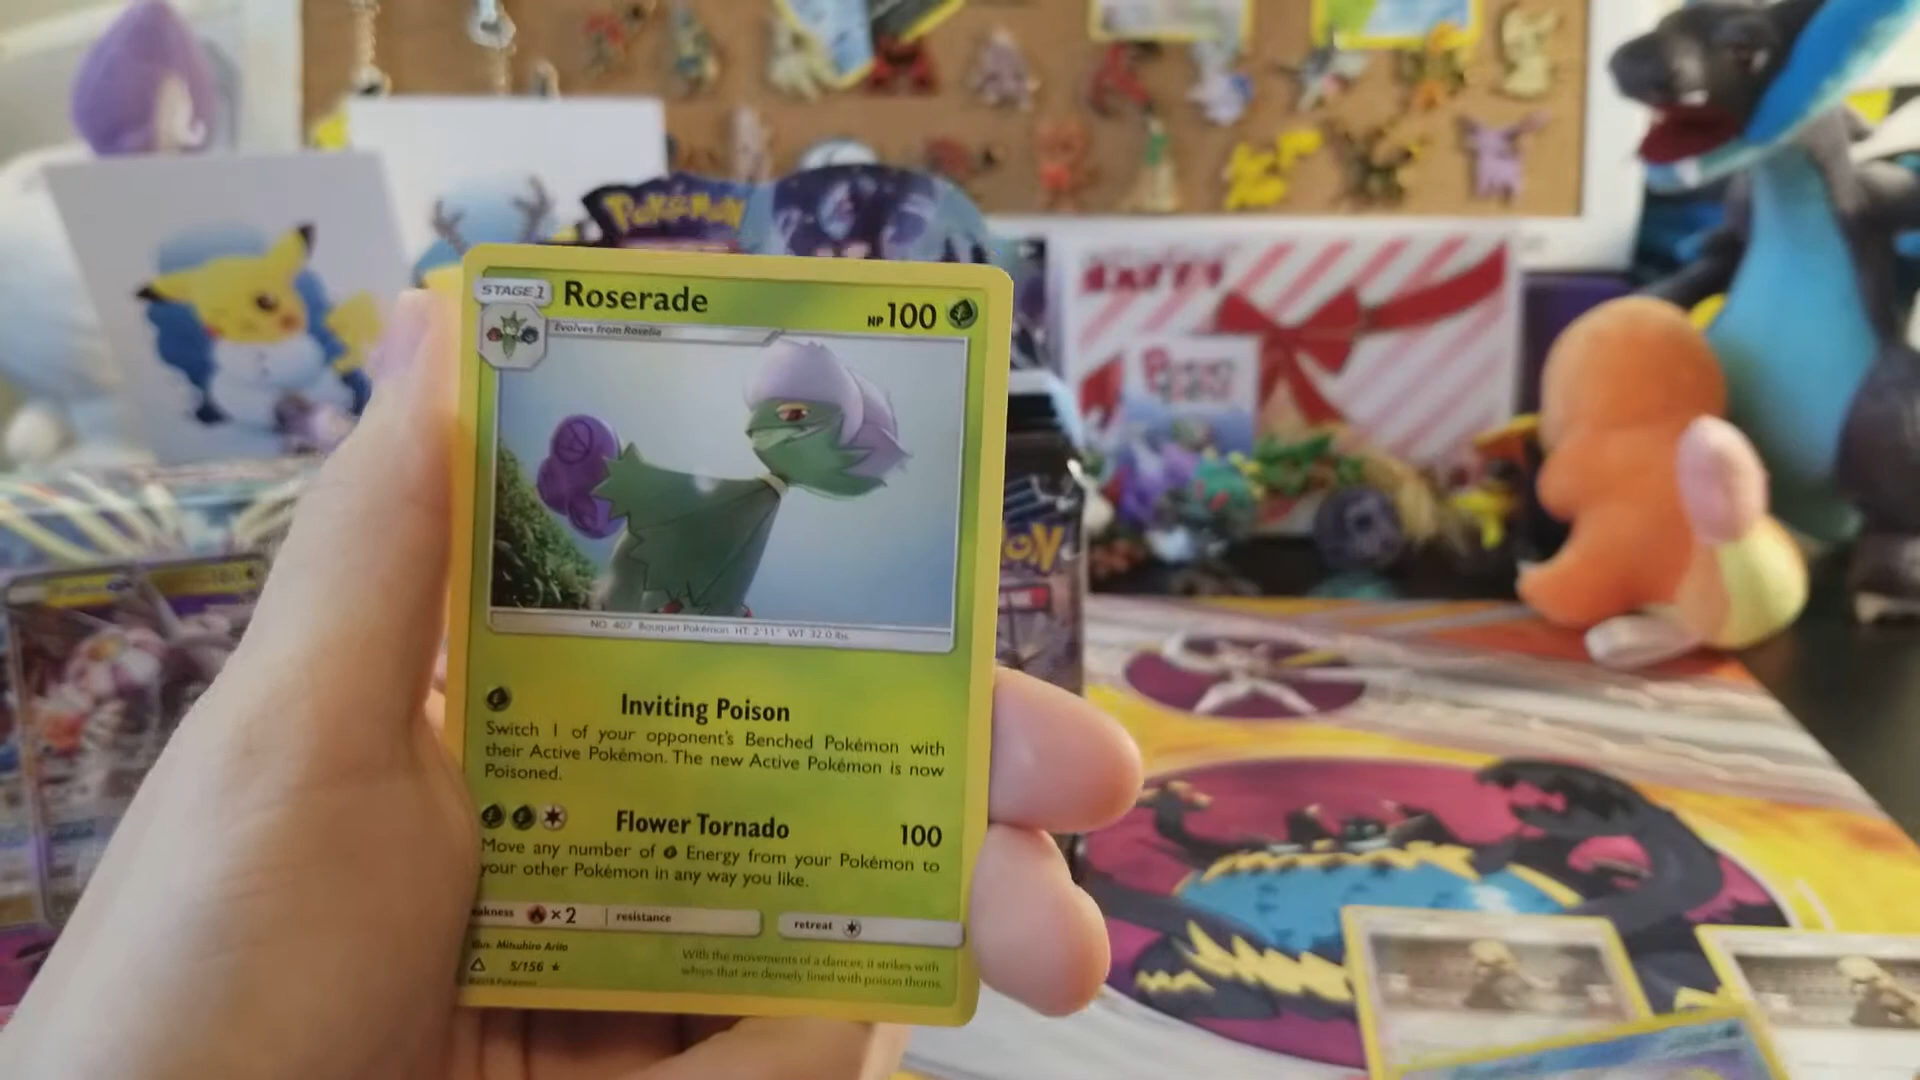 Pokémon
STAGE 1
Roserade
HP 100
Evolves from Roselia
NO. 407 Bouquet Pokémon HT: 2'11" WT: 32.0 lbs.
Inviting Poison
Switch 1 of your opponent's Benched Pokémon with
their Active Pokémon. The new Active Pokémon is now
Poisoned.
Flower Tornado
100
Move any number of Energy from your Pokémon to
your other Pokémon in any way you like.
eakness ×2 resistance
retreat
illus. Mitsuhiro Arita
5/156
©2018 Pokémon
With the movements of a dancer, it strikes with
whips that are densely lined with poison thorns.